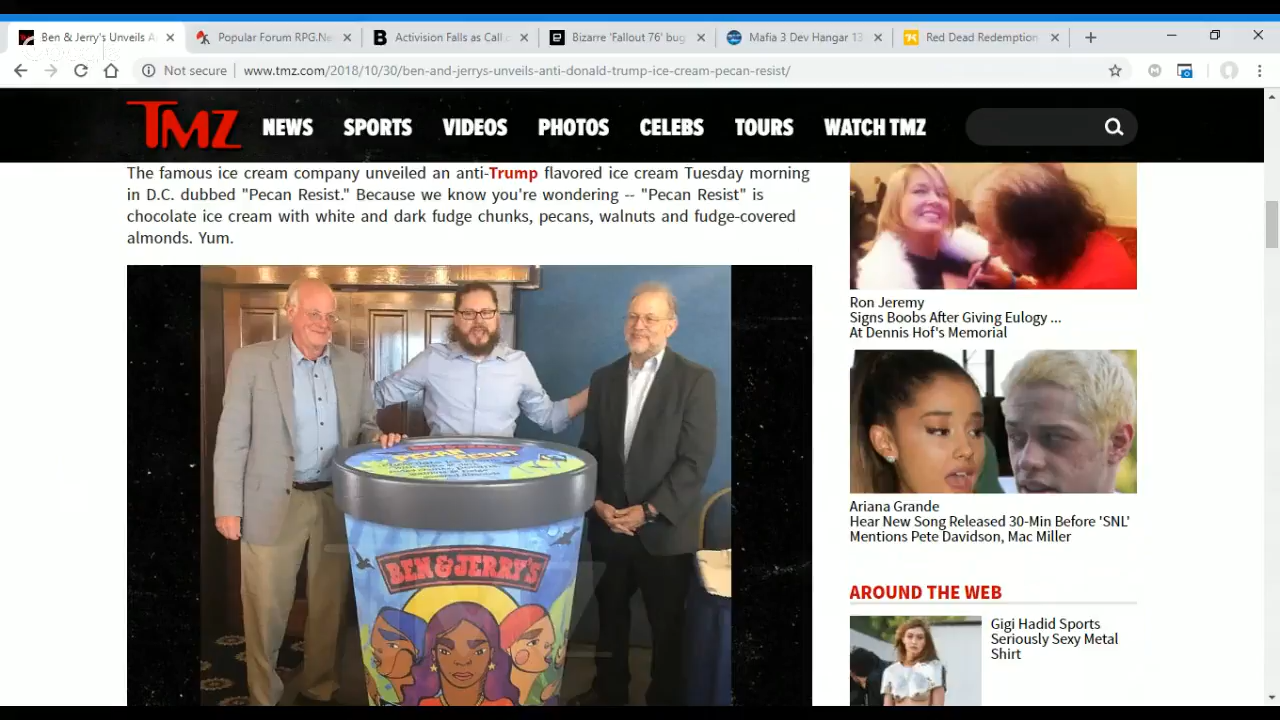 Ben & Jerry's Unveils A
Popular Forum RPG.Ne
Activision Falls as Call o
Bizarre 'Fallout 76' bug
Mafia 3 Dev Hangar 13
Red Dead Redemption
Not secure
www.tmz.com/2018/10/30/ben-and-jerrys-unveils-anti-donald-trump-ice-cream-pecan-resist/
TMZ
NEWS
SPORTS
VIDEOS
PHOTOS
CELEBS
TOURS
WATCH TMZ
The famous ice cream company unveiled an anti-Trump flavored ice cream Tuesday morning
in D.C. dubbed "Pecan Resist." Because we know you're wondering -- "Pecan Resist" is
chocolate ice cream with white and dark fudge chunks, pecans, walnuts and fudge-covered
almonds. Yum.
BEN & JERRY'S
Ron Jeremy
Signs Boobs After Giving Eulogy ...
At Dennis Hof's Memorial
Ariana Grande
Hear New Song Released 30-Min Before 'SNL'
Mentions Pete Davidson, Mac Miller
AROUND THE WEB
Gigi Hadid Sports
Seriously Sexy Metal
Shirt